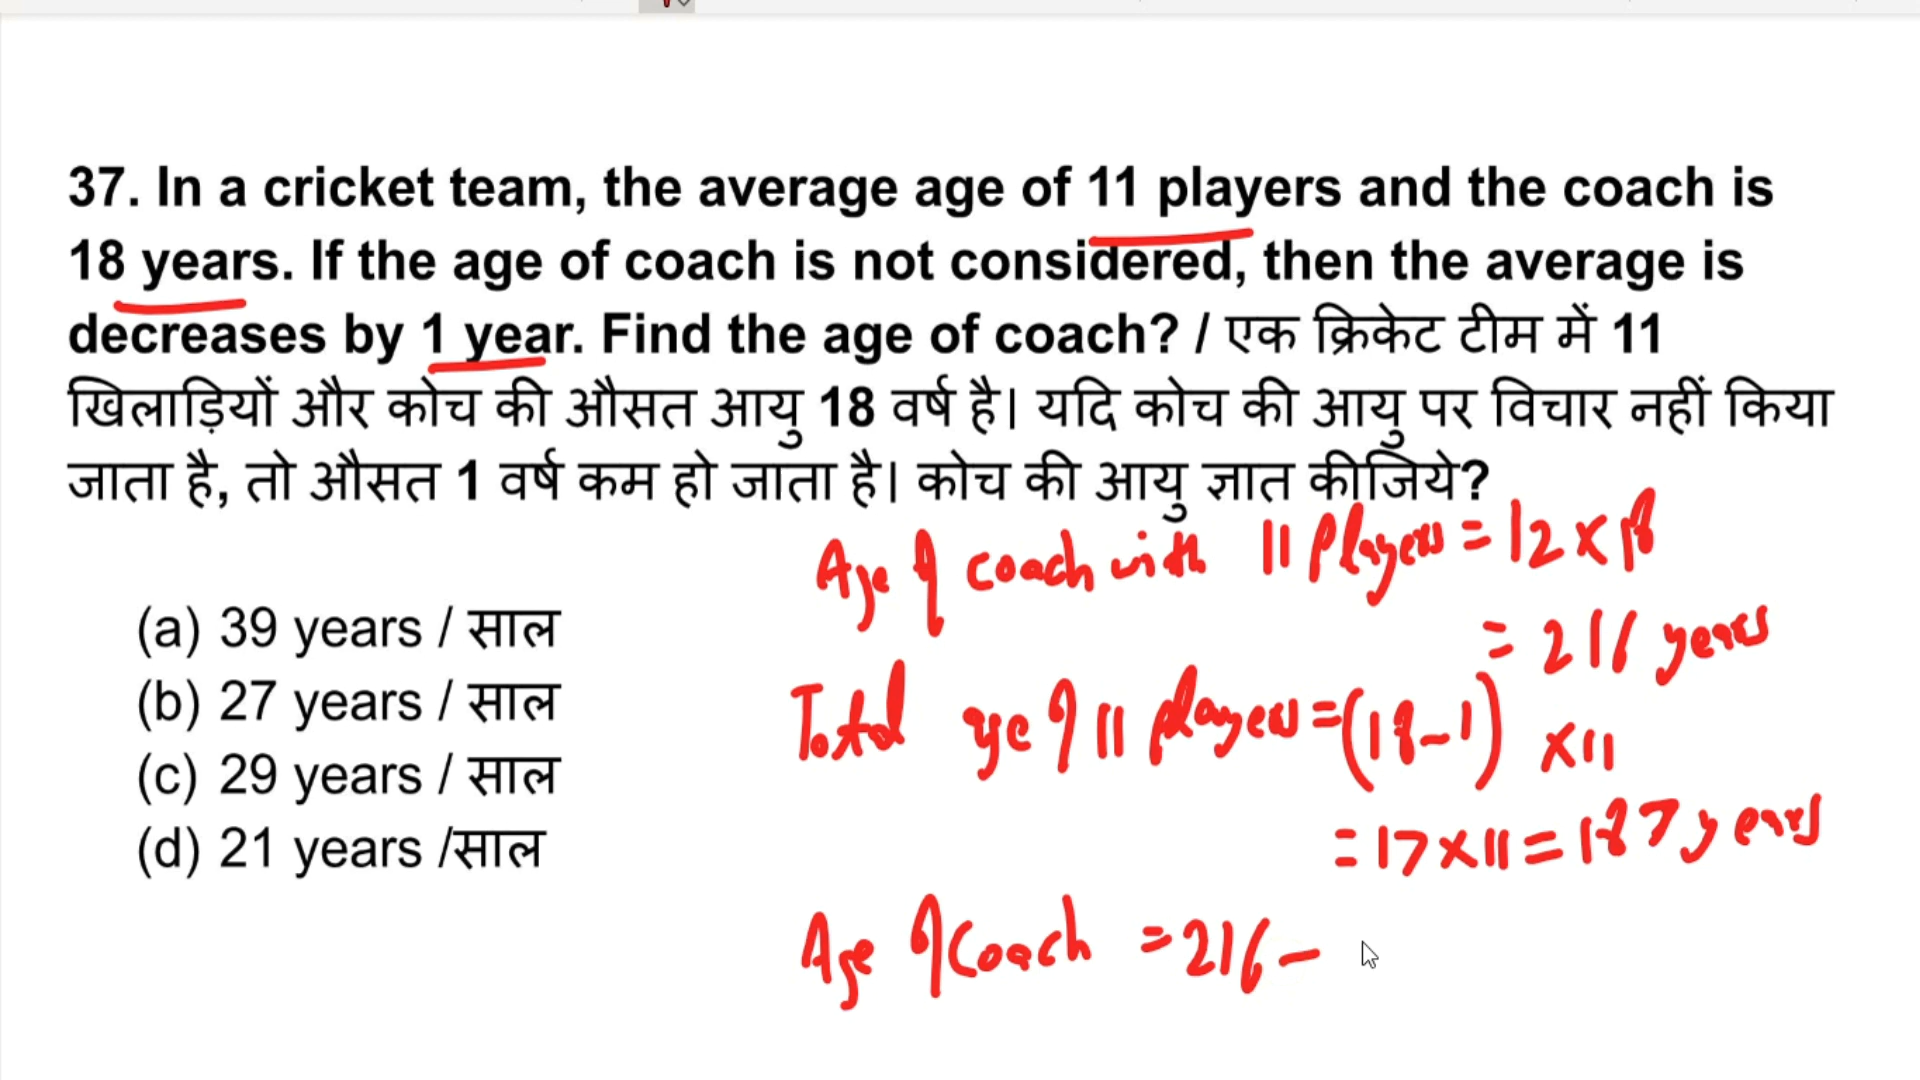 37. In a cricket team, the average age of 11 players and the coach is
18 years. If the age of coach is not considered, then the average is
decreases by 1 year. Find the age of coach? / एक क्रिकेट टीम में 11
खिलाड़ियों और कोच की औसत आयु 18 वर्ष है। यदि कोच की आयु पर विचार नहीं किया
जाता है, तो औसत 1 वर्ष कम हो जाता है। कोच की आयु ज्ञात कीजिये?
Age of coach with 11 Players = 12 x 18
= 216 years
(a) 39 years / साल
(b) 27 years / साल
(c) 29 years / साल
(d) 21 years /साल
Total age of 11 players = (18-1) x11
= 17 x 11 = 187 years
Age of Coach = 216 -